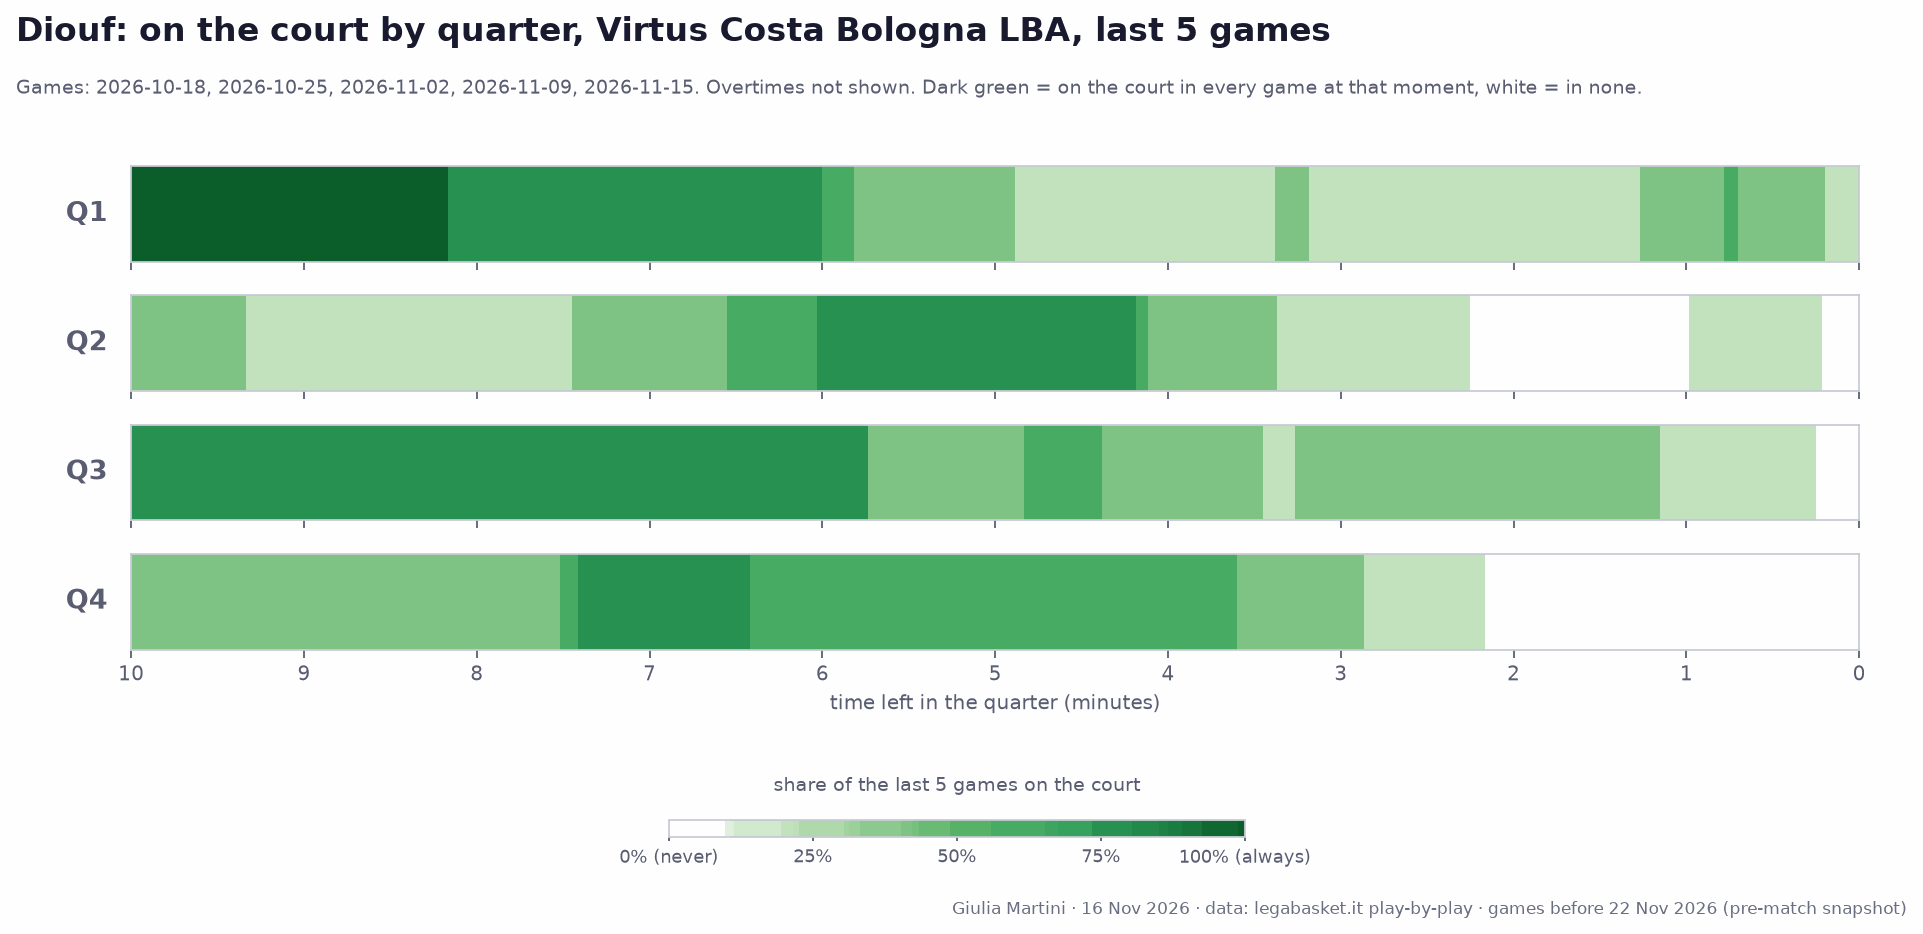 Diouf: on the court by quarter, Virtus Costa Bologna LBA, last 5 games
Games: 2026-10-18, 2026-10-25, 2026-11-02, 2026-11-09, 2026-11-15. Overtimes not shown. Dark green = on the court in every game at that moment, white = in none.
Q1
Q2
Q3
Q4
10 9 8 7 6 5 4 3 2 1 0
time left in the quarter (minutes)
share of the last 5 games on the court
0% (never) 25% 50% 75% 100% (always)
Giulia Martini · 16 Nov 2026 · data: legabasket.it play-by-play · games before 22 Nov 2026 (pre-match snapshot)